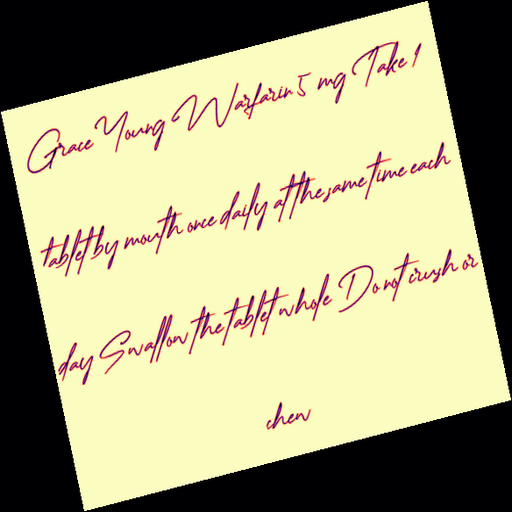 Grace Young Warfarin 5 mg Take 1
tablet by mouth once daily at the same time each
day Swallow the tablet whole Do not crush or
chew